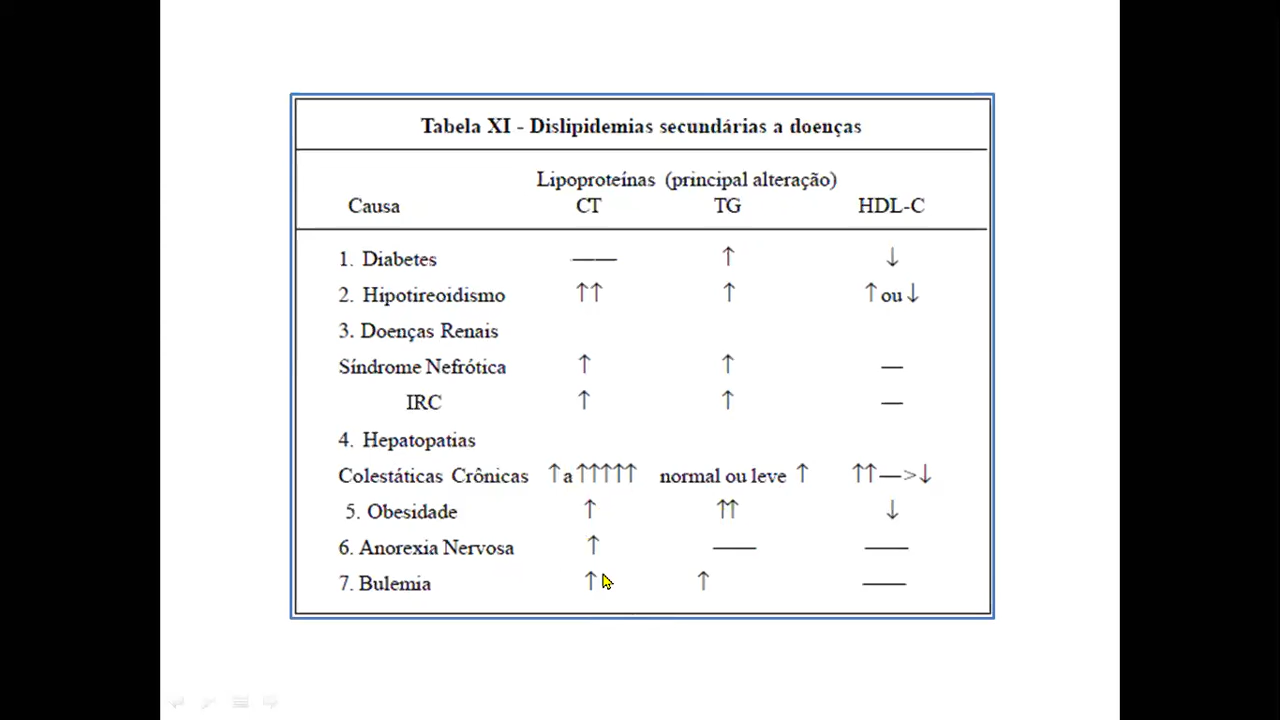 Tabela XI - Dislipidemias secundárias a doenças
Lipoproteínas (principal alteração)
Causa CT TG HDL-C
1. Diabetes —— ↑ ↓
2. Hipotireoidismo ↑↑ ↑ ↑ou↓
3. Doenças Renais
Síndrome Nefrótica ↑ ↑ —
IRC ↑ ↑ —
4. Hepatopatias
Colestáticas Crônicas ↑a↑↑↑↑↑ normal ou leve ↑ ↑↑—>↓
5. Obesidade ↑ ↑↑ ↓
6. Anorexia Nervosa ↑ —— ——
7. Bulemia ↑ ↑ ——